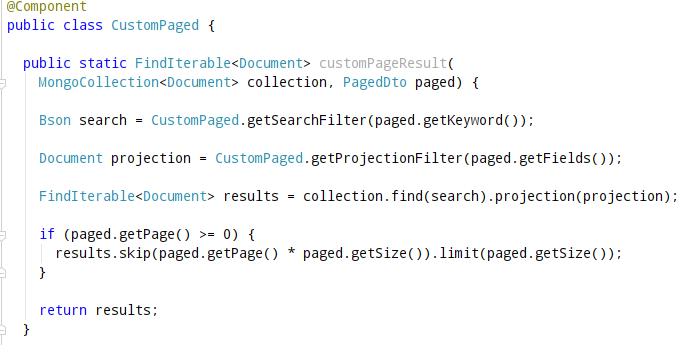 @Component
public class CustomPaged {
public static FindIterable<Document> customPageResult(
MongoCollection<Document> collection, PagedDto paged) {
Bson search = CustomPaged.getSearchFilter(paged.getKeyword());
Document projection = CustomPaged.getProjectionFilter(paged.getFields());
FindIterable<Document> results = collection.find(search).projection(projection);
if (paged.getPage() >= 0) {
results.skip(paged.getPage() * paged.getSize()).limit(paged.getSize());
}
return results;
}